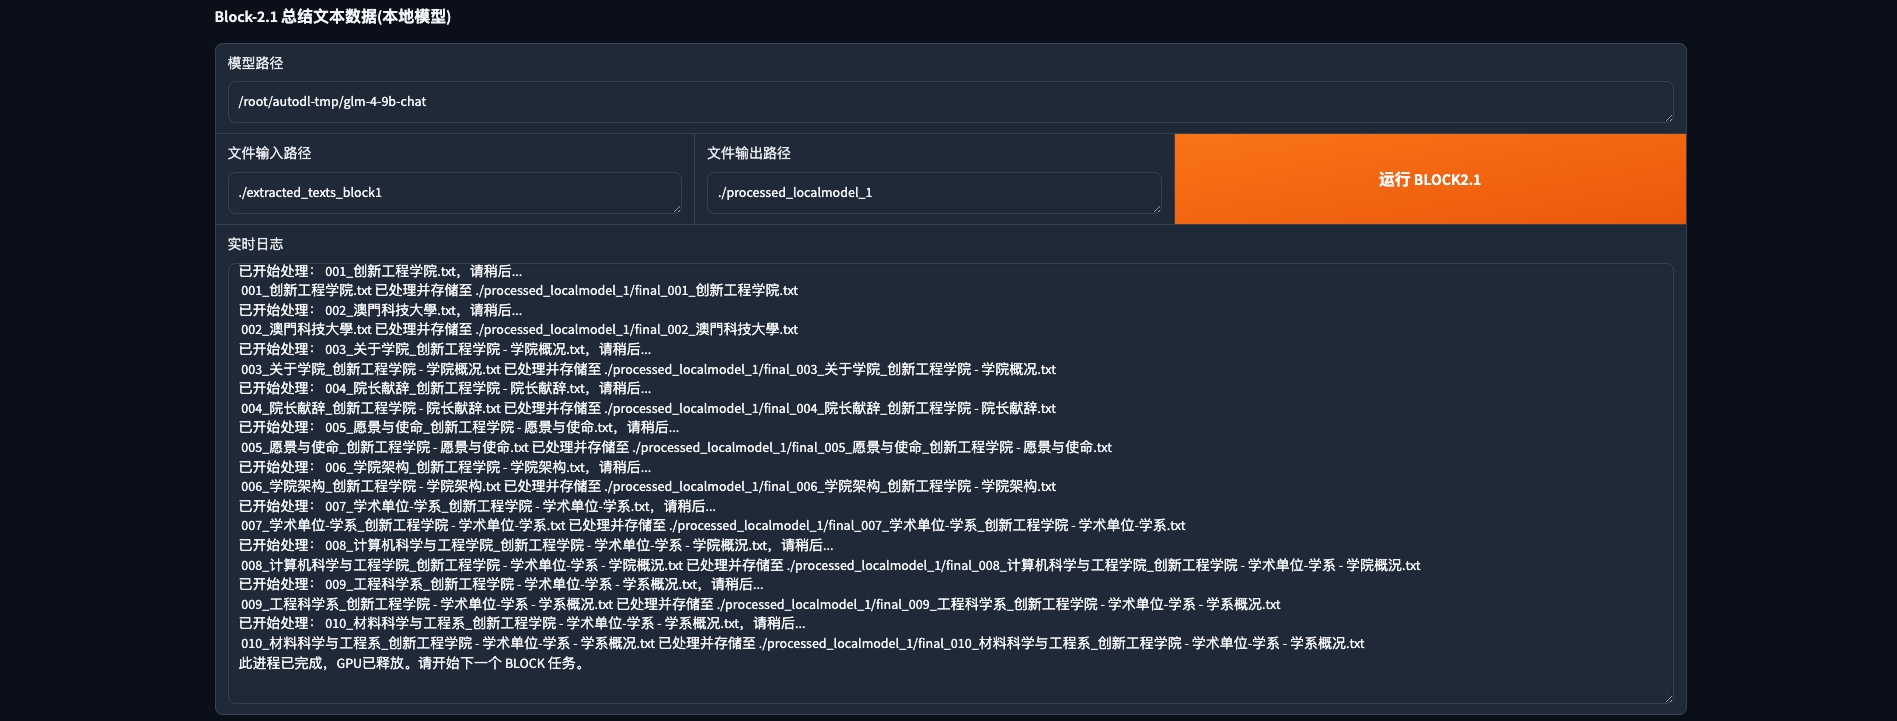 Block-2.1 总结文本数据(本地模型)
模型路径
/root/autodl-tmp/glm-4-9b-chat
文件输入路径
./extracted_texts_block1
文件输出路径
./processed_localmodel_1
运行 BLOCK2.1
实时日志
已开始处理： 001_创新工程学院.txt，请稍后...
001_创新工程学院.txt 已处理并存储至 ./processed_localmodel_1/final_001_创新工程学院.txt
已开始处理： 002_澳門科技大學.txt，请稍后...
002_澳門科技大學.txt 已处理并存储至 ./processed_localmodel_1/final_002_澳門科技大學.txt
已开始处理： 003_关于学院_创新工程学院 - 学院概况.txt，请稍后...
003_关于学院_创新工程学院 - 学院概况.txt 已处理并存储至 ./processed_localmodel_1/final_003_关于学院_创新工程学院 - 学院概况.txt
已开始处理： 004_院长献辞_创新工程学院 - 院长献辞.txt，请稍后...
004_院长献辞_创新工程学院 - 院长献辞.txt 已处理并存储至 ./processed_localmodel_1/final_004_院长献辞_创新工程学院 - 院长献辞.txt
已开始处理： 005_愿景与使命_创新工程学院 - 愿景与使命.txt，请稍后...
005_愿景与使命_创新工程学院 - 愿景与使命.txt 已处理并存储至 ./processed_localmodel_1/final_005_愿景与使命_创新工程学院 - 愿景与使命.txt
已开始处理： 006_学院架构_创新工程学院 - 学院架构.txt，请稍后...
006_学院架构_创新工程学院 - 学院架构.txt 已处理并存储至 ./processed_localmodel_1/final_006_学院架构_创新工程学院 - 学院架构.txt
已开始处理： 007_学术单位-学系_创新工程学院 - 学术单位-学系.txt，请稍后...
007_学术单位-学系_创新工程学院 - 学术单位-学系.txt 已处理并存储至 ./processed_localmodel_1/final_007_学术单位-学系_创新工程学院 - 学术单位-学系.txt
已开始处理： 008_计算机科学与工程学院_创新工程学院 - 学术单位-学系 - 学院概況.txt，请稍后...
008_计算机科学与工程学院_创新工程学院 - 学术单位-学系 - 学院概況.txt 已处理并存储至 ./processed_localmodel_1/final_008_计算机科学与工程学院_创新工程学院 - 学术单位-学系 - 学院概況.txt
已开始处理： 009_工程科学系_创新工程学院 - 学术单位-学系 - 学系概况.txt，请稍后...
009_工程科学系_创新工程学院 - 学术单位-学系 - 学系概况.txt 已处理并存储至 ./processed_localmodel_1/final_009_工程科学系_创新工程学院 - 学术单位-学系 - 学系概况.txt
已开始处理： 010_材料科学与工程系_创新工程学院 - 学术单位-学系 - 学系概况.txt，请稍后...
010_材料科学与工程系_创新工程学院 - 学术单位-学系 - 学系概况.txt 已处理并存储至 ./processed_localmodel_1/final_010_材料科学与工程系_创新工程学院 - 学术单位-学系 - 学系概况.txt
此进程已完成，GPU已释放。请开始下一个 BLOCK 任务。